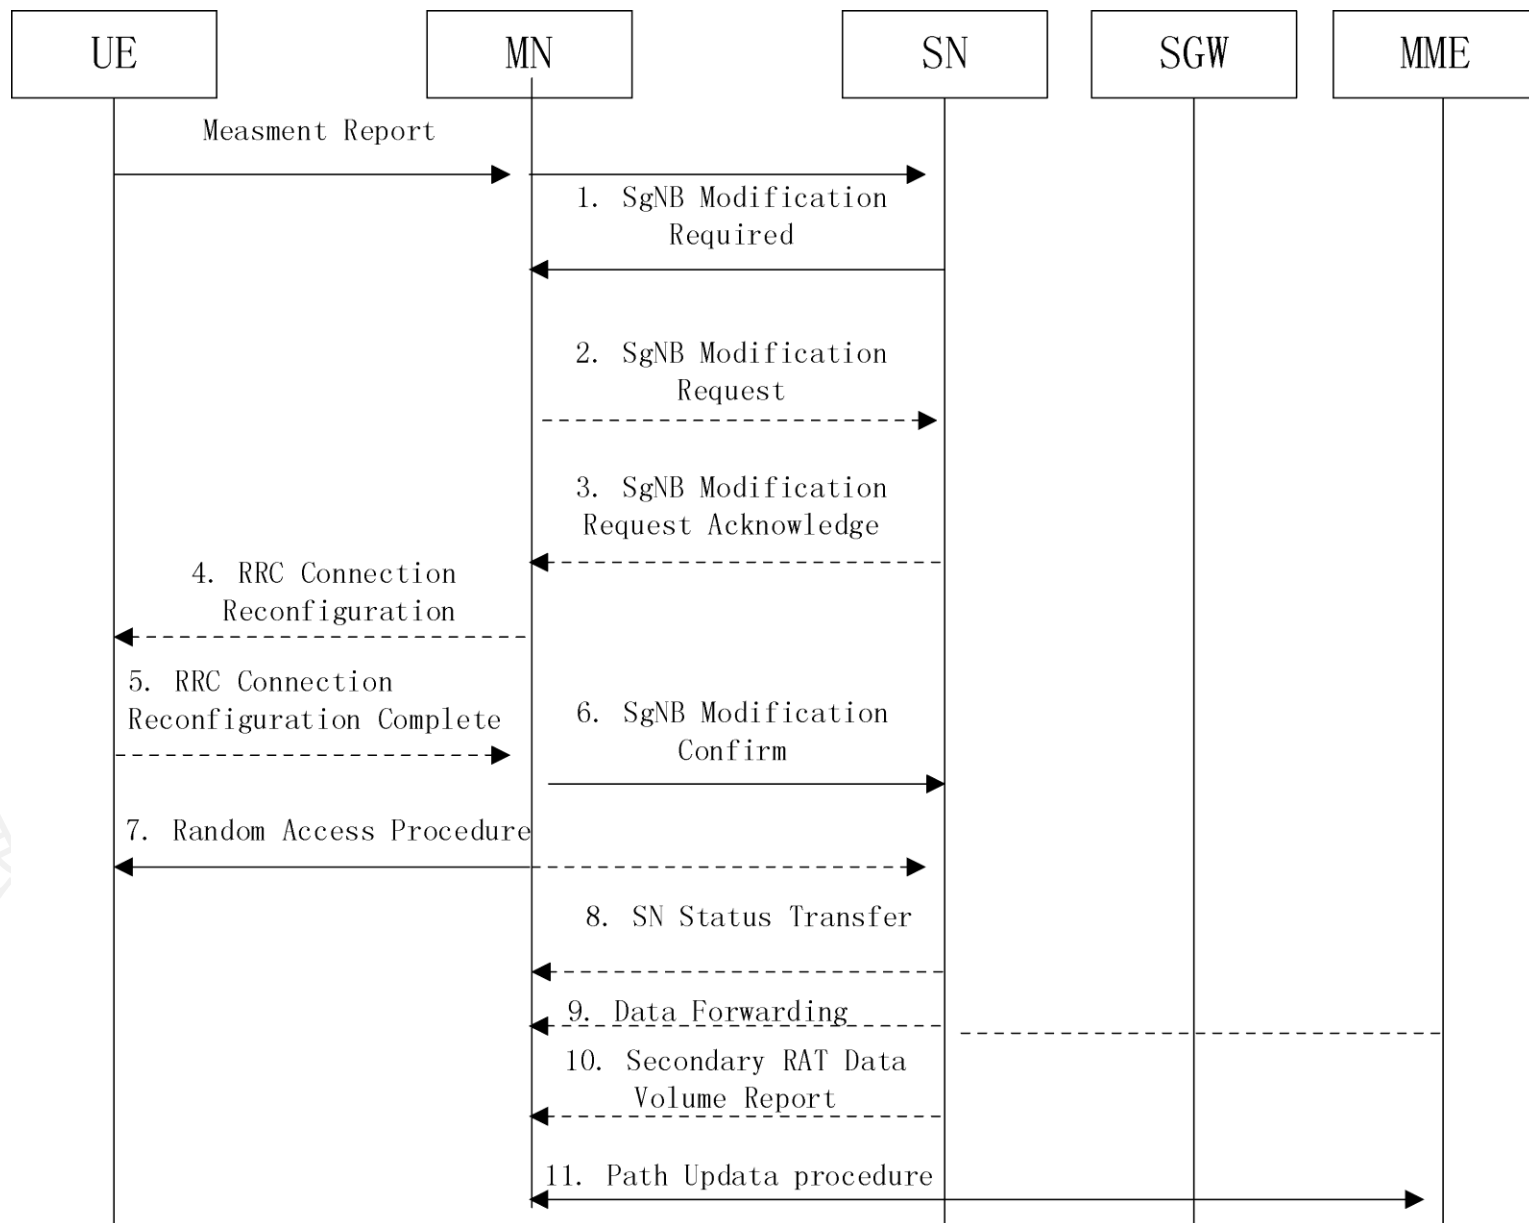 UE
MN
SN
SGW
MME
Measment Report
1. SgNB Modification
Required
2. SgNB Modification
Request
3. SgNB Modification
Request Acknowledge
4. RRC Connection
Reconfiguration
5. RRC Connection
Reconfiguration Complete
6. SgNB Modification
Confirm
7. Random Access Procedure
8. SN Status Transfer
9. Data Forwarding
10. Secondary RAT Data
Volume Report
11. Path Updata procedure